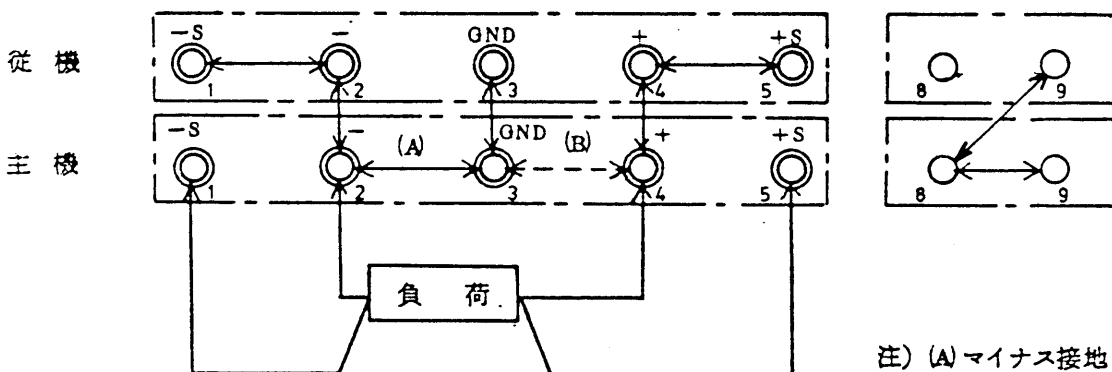 -S - GND + +S
従機
1 2 3 4 5 8 9
-S - (A) GND (B) + +S
主機
1 2 3 4 5 8 9
負荷
注) (A) マイナス接地